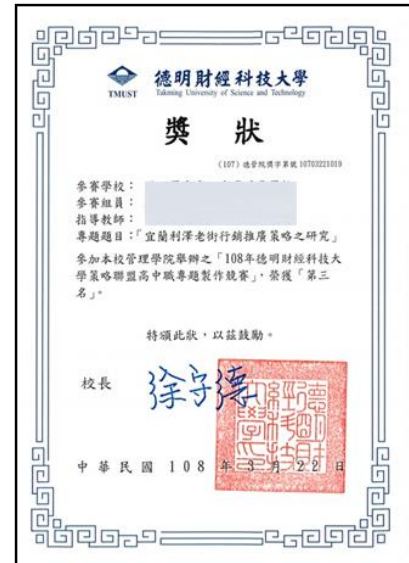 德明財經科技大學
TMUST
Takming University of Science and Technology
獎 狀
(107) 德管院獎字第號 10703221019
參賽學校：
參賽組員：
指導教師：
專題題目：「宜蘭利澤老街行銷推廣策略之研究」
參加本校管理學院舉辦之「108年德明財經科技大
學策略聯盟高中職專題製作競賽」，榮獲「第三
名」。
特頒此狀，以茲鼓勵。
校長
中華民國 108 年 3 月 22 日